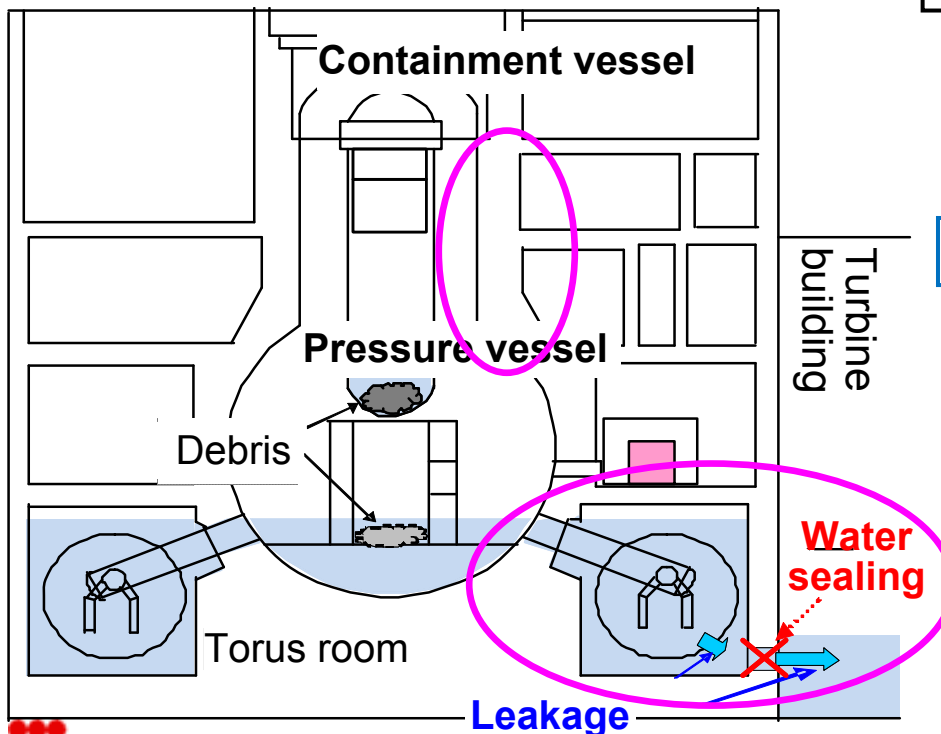 Containment vessel
Turbine
building
Pressure vessel
Debris
Water
sealing
Torus room
Leakage